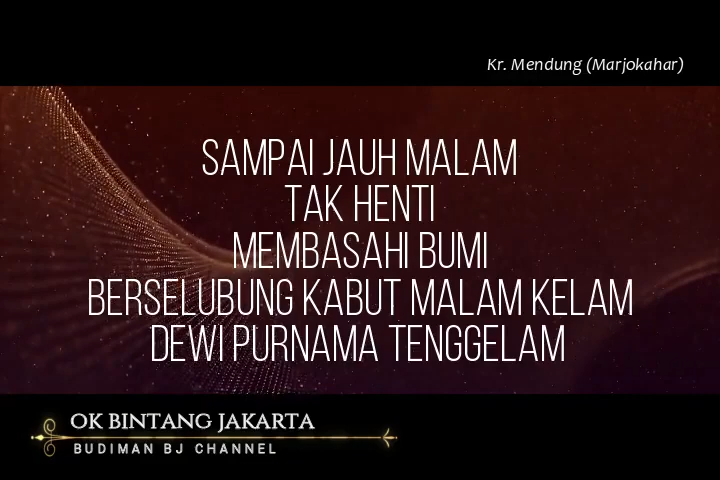 Kr. Mendung (Marjokahar)
SAMPAI JAUH MALAM
TAK HENTI
MEMBASAHI BUMI
BERSELUBUNG KABUT MALAM KELAM
DEWI PURNAMA TENGGELAM
OK BINTANG JAKARTA
BUDIMAN BJ CHANNEL